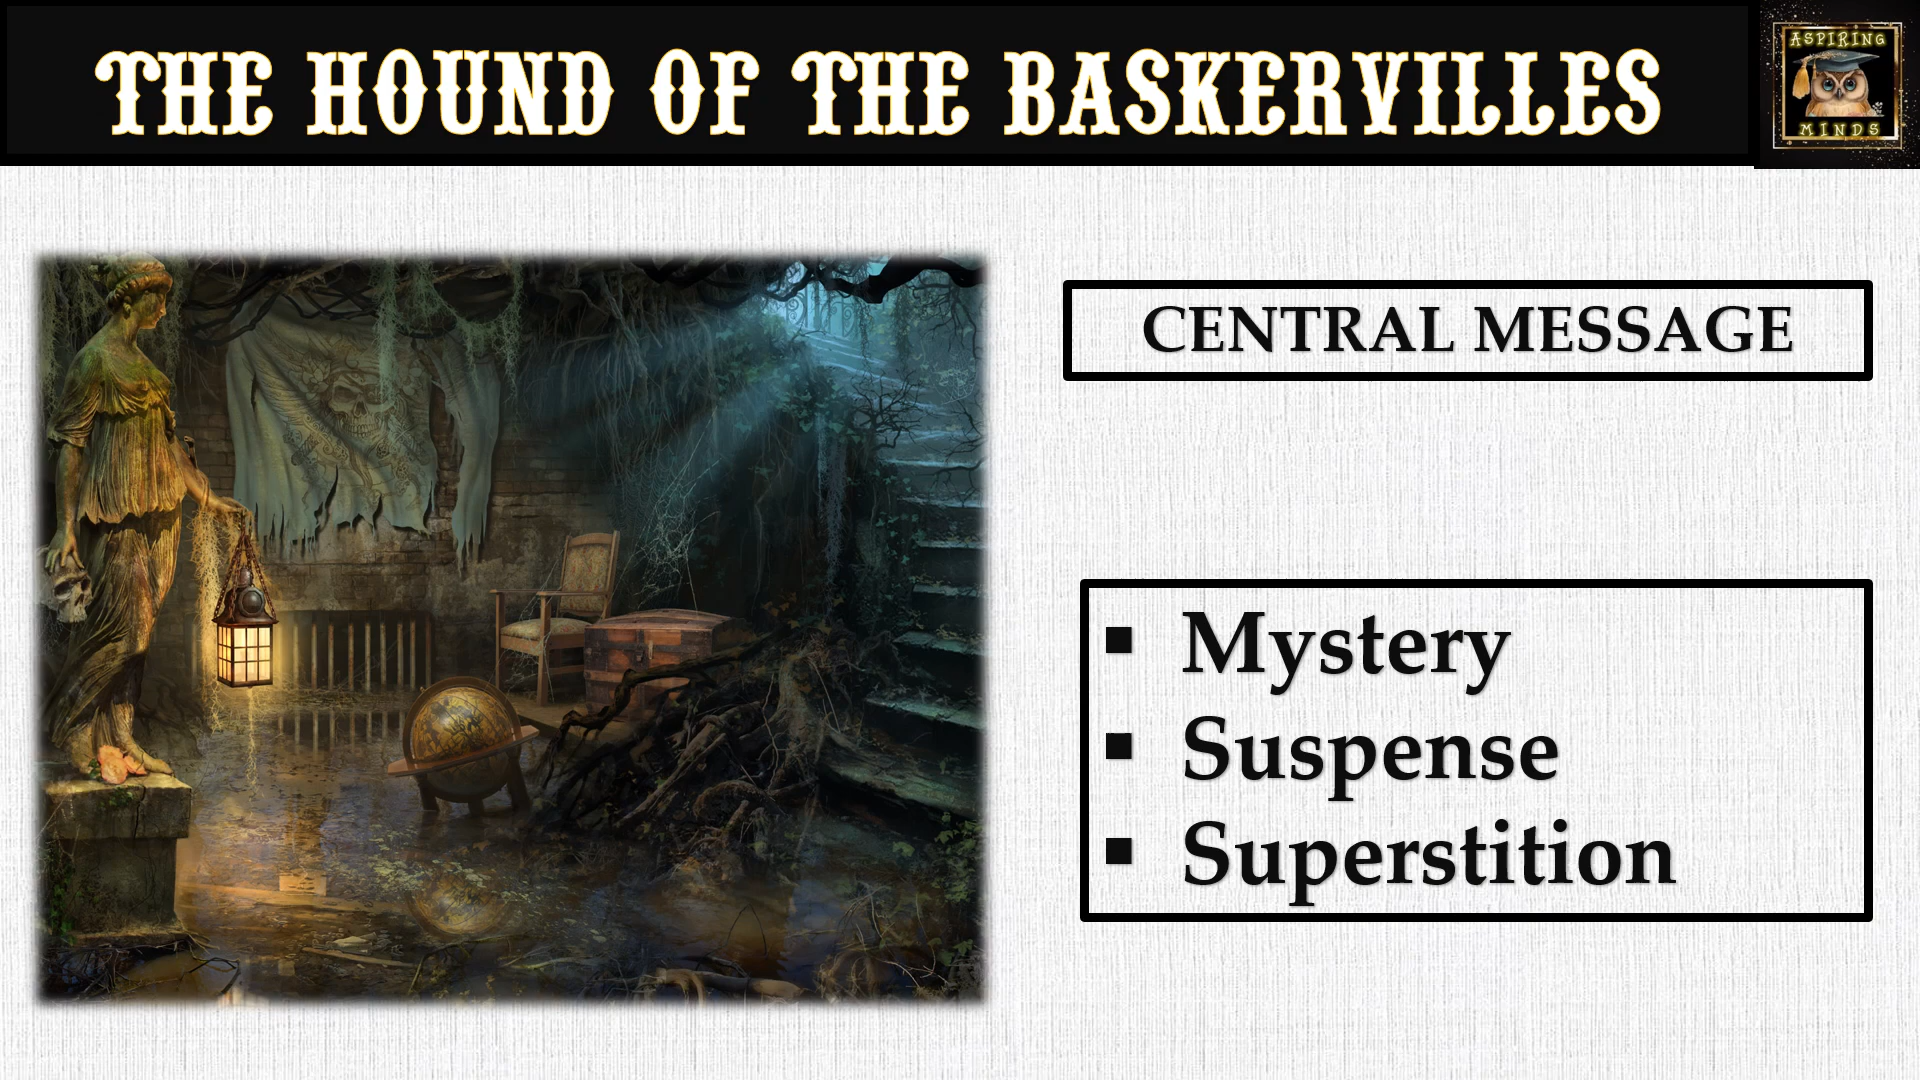 THE HOUND OF THE BASKERVILLES
ASPIRING
MINDS
CENTRAL MESSAGE
▪ Mystery
▪ Suspense
▪ Superstition